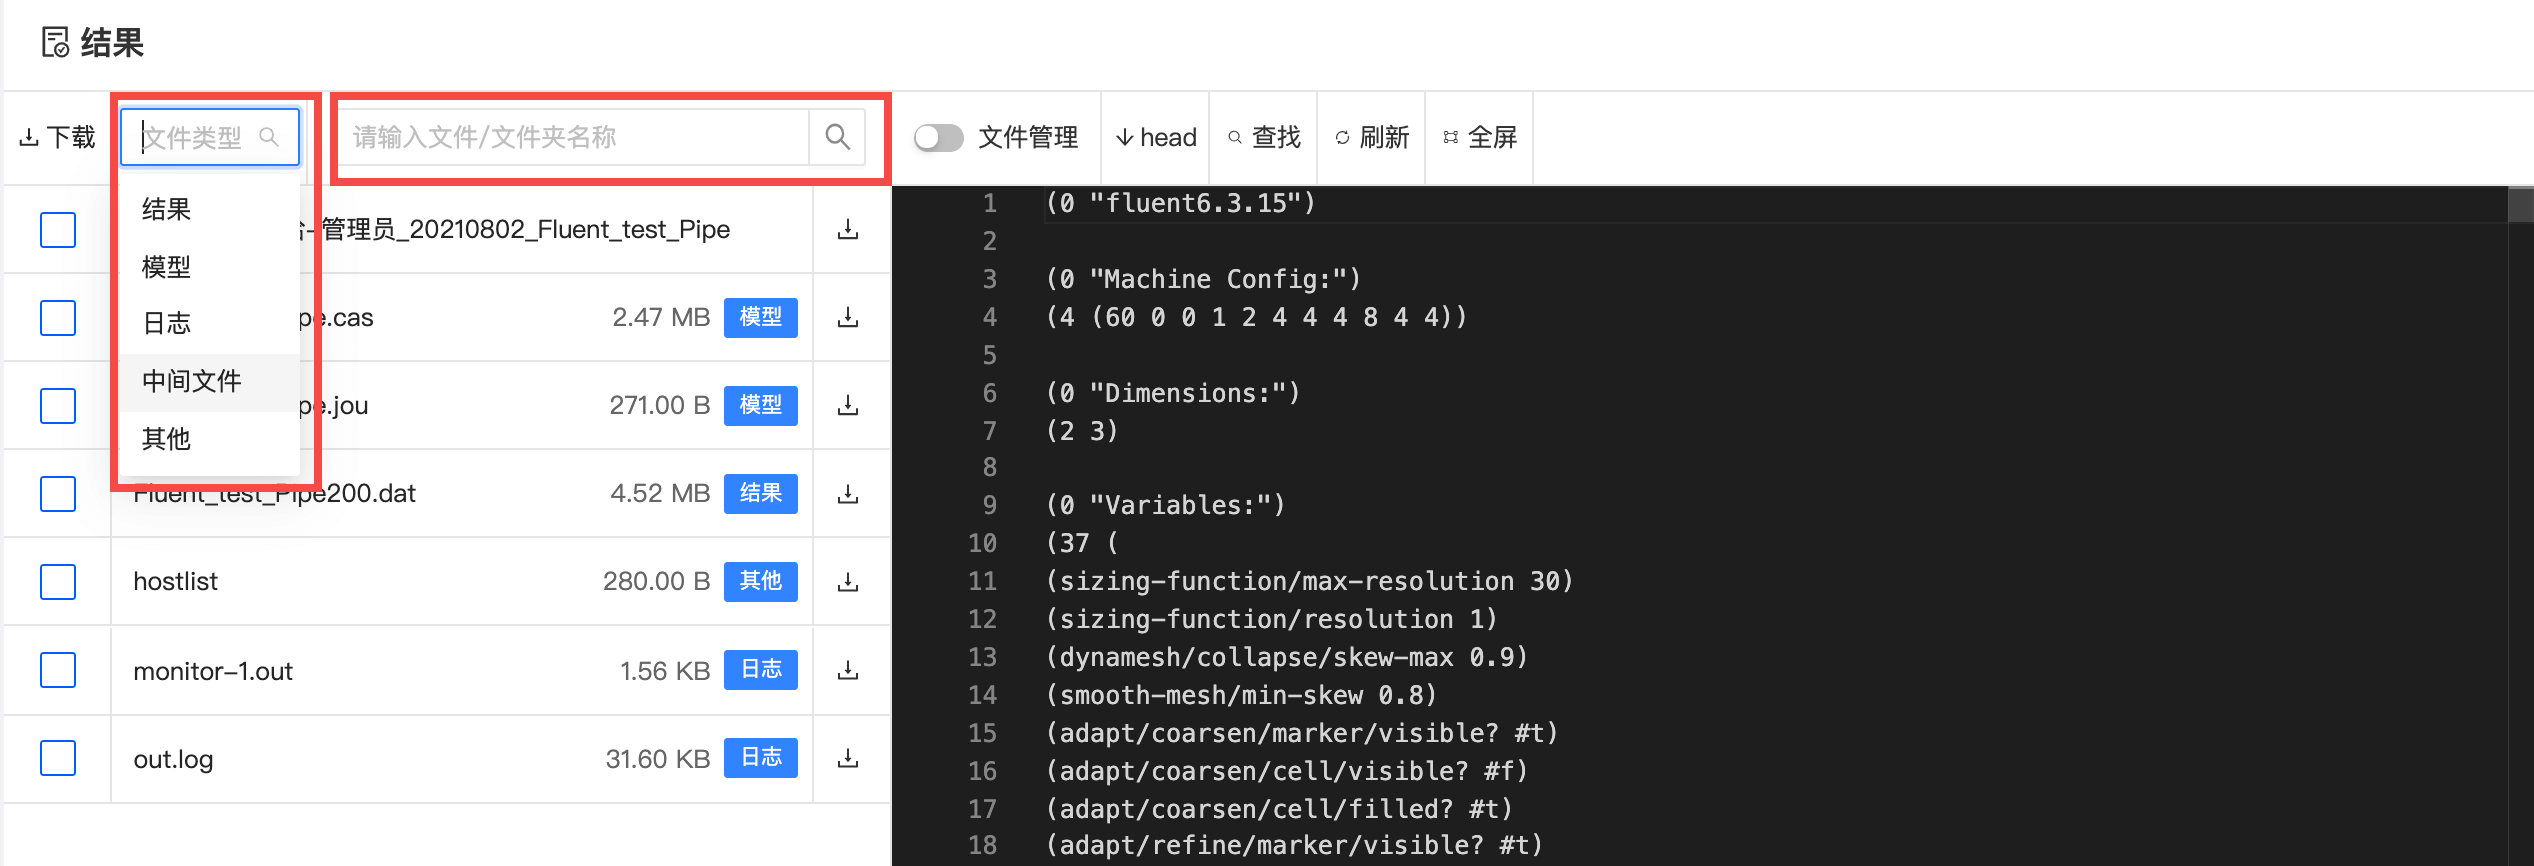 结果
下载
文件类型
请输入文件/文件夹名称
文件管理
head
查找
刷新
全屏
结果
模型
日志
中间文件
其他
-管理员_20210802_Fluent_test_Pipe
pe.cas 2.47 MB 模型
pe.jou 271.00 B 模型
Fluent_test_Pipe200.dat 4.52 MB 结果
hostlist 280.00 B 其他
monitor-1.out 1.56 KB 日志
out.log 31.60 KB 日志
1 (0 "fluent6.3.15")
2
3 (0 "Machine Config:")
4 (4 (60 0 0 1 2 4 4 4 8 4 4))
5
6 (0 "Dimensions:")
7 (2 3)
8
9 (0 "Variables:")
10 (37 (
11 (sizing-function/max-resolution 30)
12 (sizing-function/resolution 1)
13 (dynamesh/collapse/skew-max 0.9)
14 (smooth-mesh/min-skew 0.8)
15 (adapt/coarsen/marker/visible? #t)
16 (adapt/coarsen/cell/visible? #f)
17 (adapt/coarsen/cell/filled? #t)
18 (adapt/refine/marker/visible? #t)